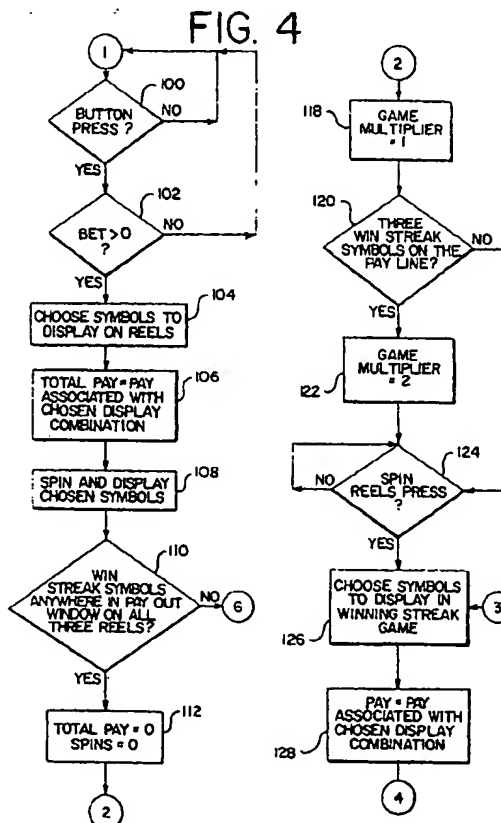 FIG. 4
1
100
BUTTON
PRESS ?
NO
YES
102
BET > 0
?
NO
YES
104
CHOOSE SYMBOLS TO
DISPLAY ON REELS
106
TOTAL PAY = PAY
ASSOCIATED WITH
CHOSEN DISPLAY
COMBINATION
108
SPIN AND DISPLAY
CHOSEN SYMBOLS
110
WIN
STREAK SYMBOLS
ANYWHERE IN PAY OUT
WINDOW ON ALL
THREE REELS?
NO
6
YES
112
TOTAL PAY = 0
SPINS = 0
2
2
118
GAME
MULTIPLIER
= 1
120
THREE
WIN STREAK
SYMBOLS ON THE
PAY LINE?
NO
YES
GAME
MULTIPLIER
= 2
122
124
NO
SPIN
REELS PRESS
?
YES
CHOOSE SYMBOLS
TO DISPLAY IN
WINNING STREAK
GAME
3
126
PAY = PAY
ASSOCIATED WITH
CHOSEN DISPLAY
COMBINATION
128
4